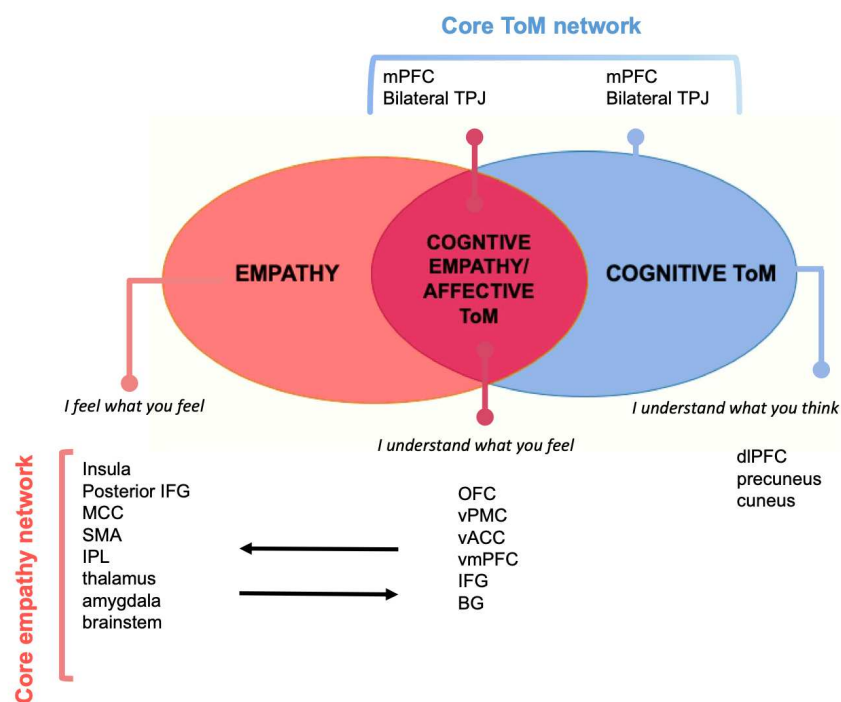 Core ToM network
mPFC
Bilateral TPJ
mPFC
Bilateral TPJ
EMPATHY
COGNTIVE
EMPATHY/
AFFECTIVE
ToM
COGNITIVE ToM
I feel what you feel
I understand what you feel
I understand what you think
Core empathy network
Insula
Posterior IFG
MCC
SMA
IPL
thalamus
amygdala
brainstem
OFC
vPMC
vACC
vmPFC
IFG
BG
dlPFC
precuneus
cuneus